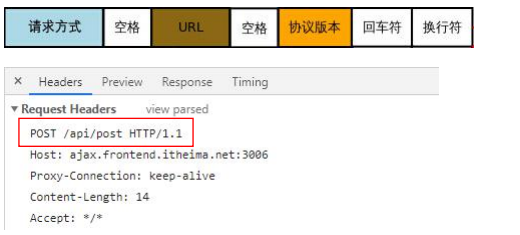 请求方式 空格 URL 空格 协议版本 回车符 换行符
× Headers Preview Response Timing
▼ Request Headers view parsed
POST /api/post HTTP/1.1
Host: ajax.frontend.itheima.net:3006
Proxy-Connection: keep-alive
Content-Length: 14
Accept: */*